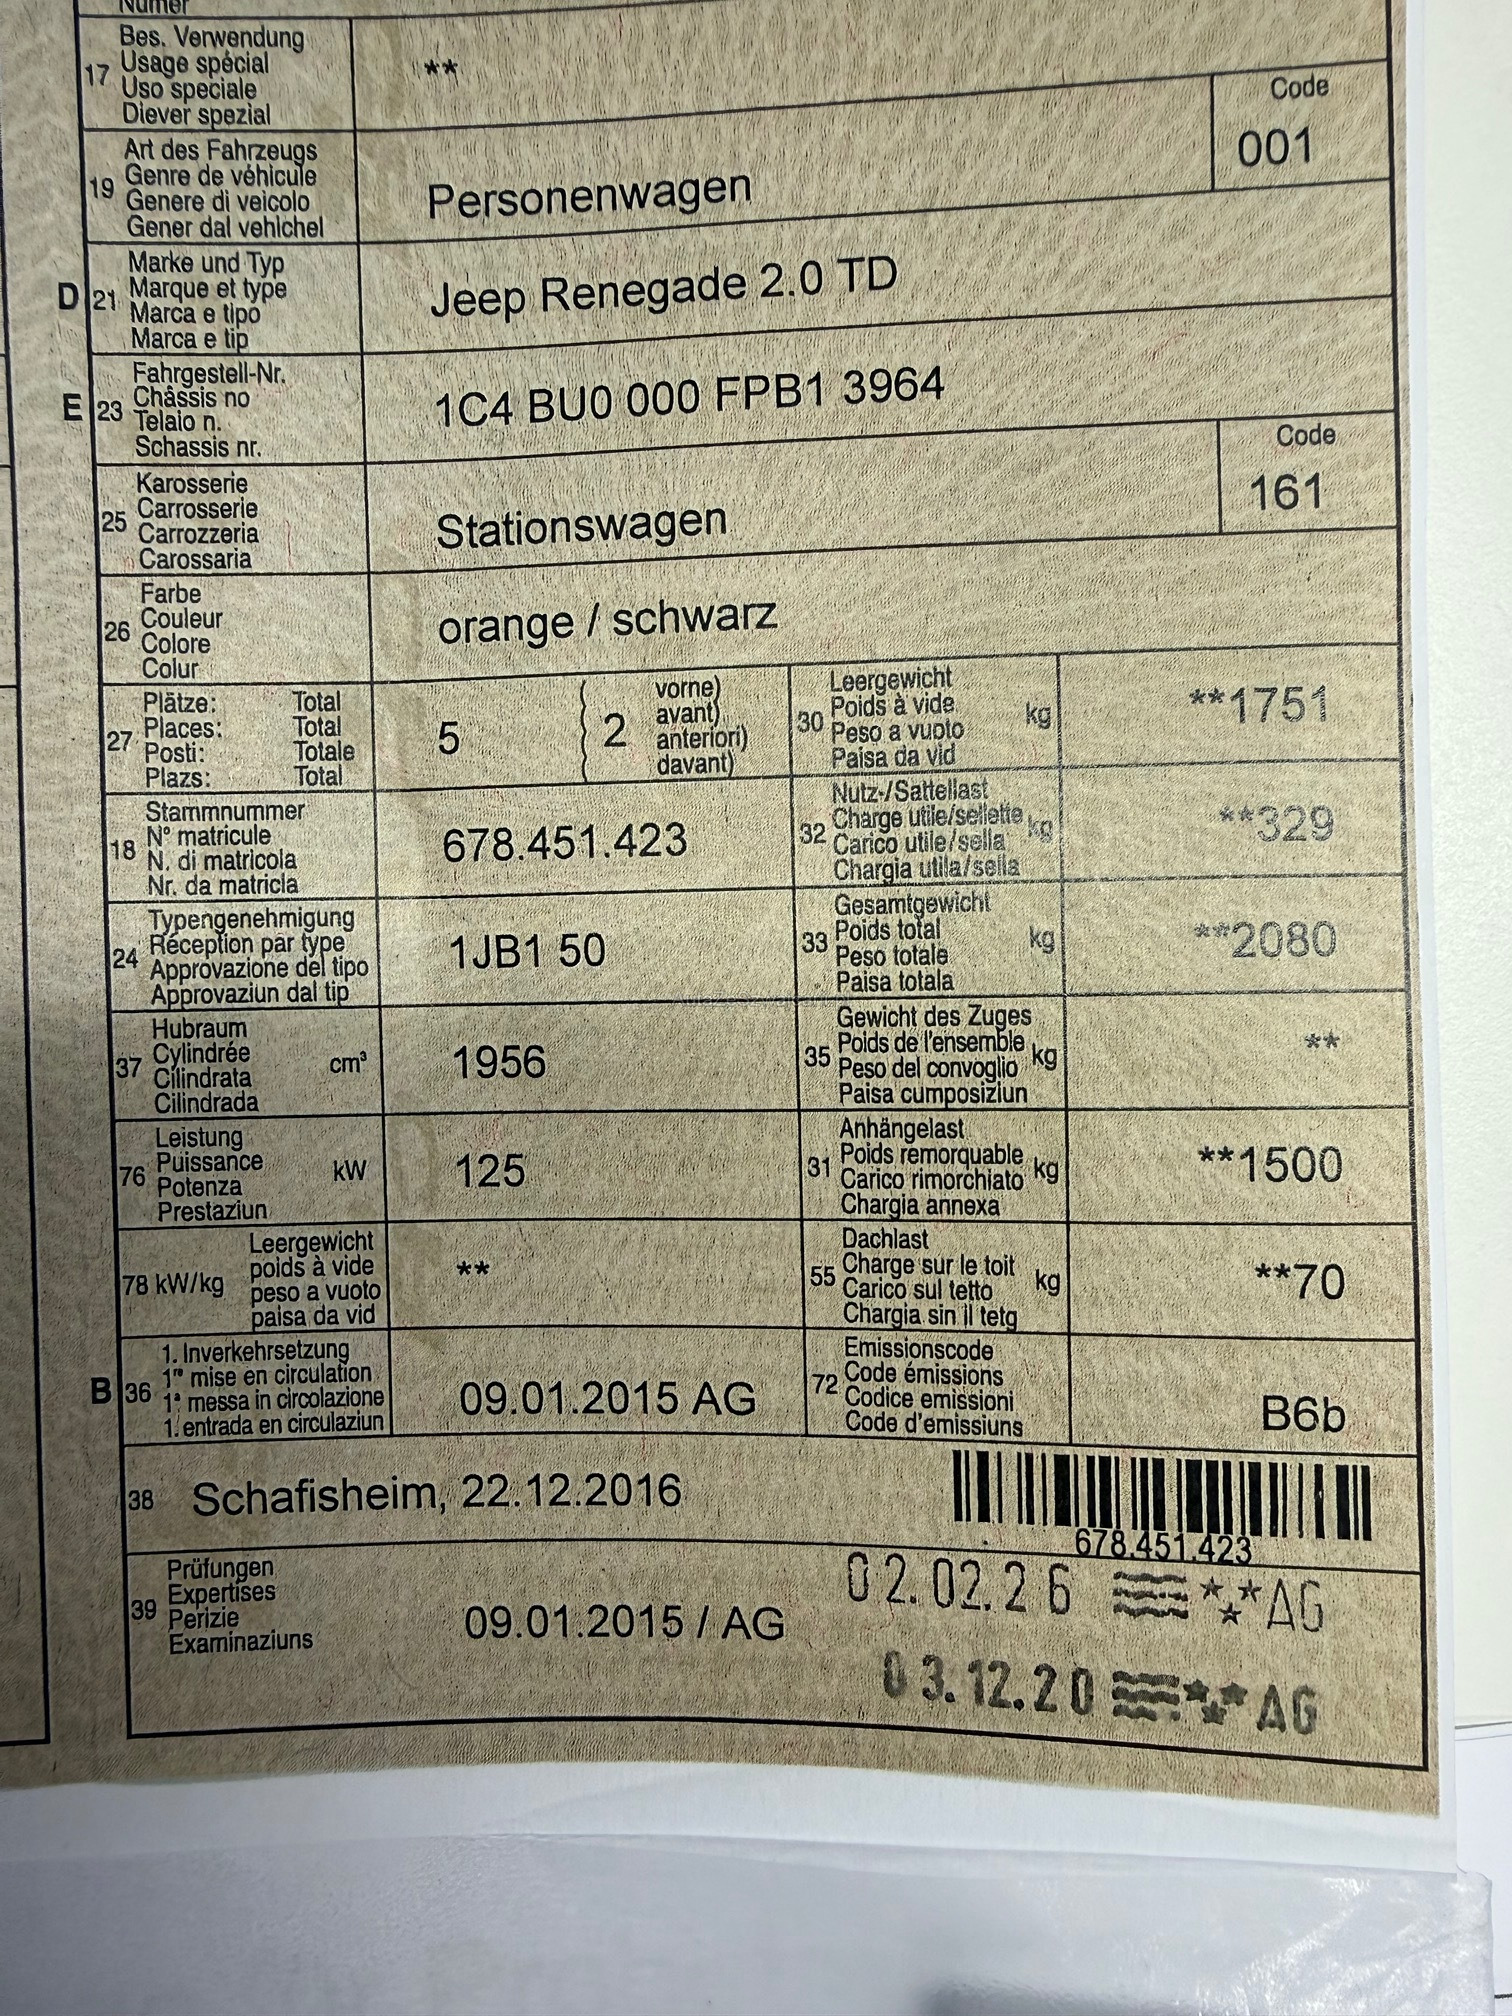 Numer
17
Bes. Verwendung
Usage spécial
Uso speciale
Diever spezial
**
19
Art des Fahrzeugs
Genre de véhicule
Genere di veicolo
Gener dal vehichel
Personenwagen
Code
001
D 21
Marke und Typ
Marque et type
Marca e tipo
Marca e tip
Jeep Renegade 2.0 TD
E 23
Fahrgestell-Nr.
Châssis no
Telaio n.
Schassis nr.
1C4 BU0 000 FPB1 3964
25
Karosserie
Carrosserie
Carrozzeria
Carossaria
Stationswagen
Code
161
26
Farbe
Couleur
Colore
Colur
orange / schwarz
27
Plätze: Total
Places: Total
Posti: Totale
Plazs: Total
5
2
vorne)
avant)
anteriori)
davant)
30
Leergewicht
Poids à vide
Peso a vuoto
Paisa da vid
kg
**1751
18
Stammnummer
N° matricule
N. di matricola
Nr. da matricla
678.451.423
32
Nutz-/Sattellast
Charge utile/sellette
Carico utile/sella
Chargia utila/sella
kg
**329
24
Typengenehmigung
Réception par type
Approvazione del tipo
Approvaziun dal tip
1JB1 50
33
Gesamtgewicht
Poids total
Peso totale
Paisa totala
kg
**2080
37
Hubraum
Cylindrée
Cilindrata
Cilindrada
cm³
1956
35
Gewicht des Zuges
Poids de l'ensemble
Peso del convoglio
Paisa cumposiziun
kg
**
76
Leistung
Puissance
Potenza
Prestaziun
kW
125
31
Anhängelast
Poids remorquable
Carico rimorchiato
Chargia annexa
kg
**1500
78 kW/kg
Leergewicht
poids à vide
peso a vuoto
paisa da vid
**
55
Dachlast
Charge sur le toit
Carico sul tetto
Chargia sin il tetg
kg
**70
B 36
1. Inverkehrsetzung
1re mise en circulation
1a messa in circolazione
1. entrada en circulaziun
09.01.2015 AG
72
Emissionscode
Code émissions
Codice emissioni
Code d'emissiuns
B6b
38
Schafisheim, 22.12.2016
678.451.423
39
Prüfungen
Expertises
Perizie
Examinaziuns
09.01.2015 / AG
02.02.26 AG
03.12.20 AG